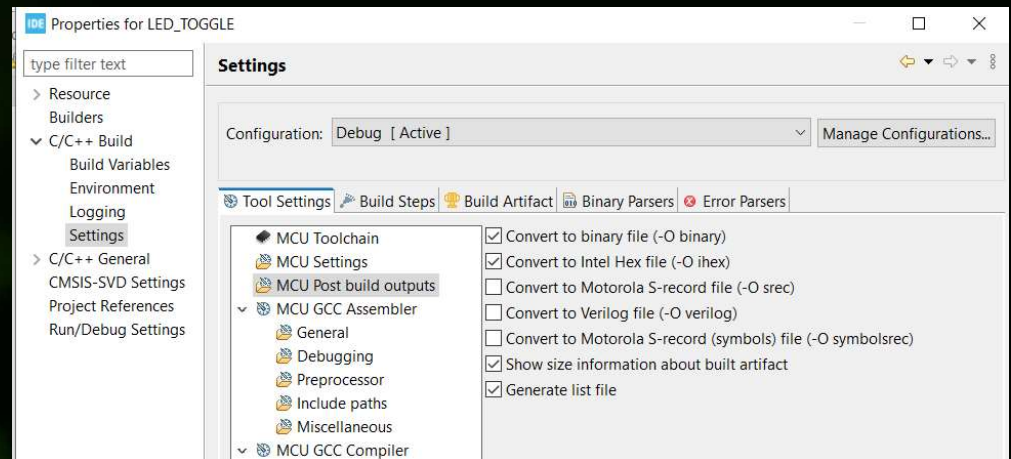 IDE Properties for LED_TOGGLE
type filter text
Resource
Builders
C/C++ Build
Build Variables
Environment
Logging
Settings
C/C++ General
CMSIS-SVD Settings
Project References
Run/Debug Settings
Settings
Configuration: Debug [ Active ]
Manage Configurations...
Tool Settings Build Steps Build Artifact Binary Parsers Error Parsers
MCU Toolchain
MCU Settings
MCU Post build outputs
MCU GCC Assembler
General
Debugging
Preprocessor
Include paths
Miscellaneous
MCU GCC Compiler
Convert to binary file (-O binary)
Convert to Intel Hex file (-O ihex)
Convert to Motorola S-record file (-O srec)
Convert to Verilog file (-O verilog)
Convert to Motorola S-record (symbols) file (-O symbolsrec)
Show size information about built artifact
Generate list file